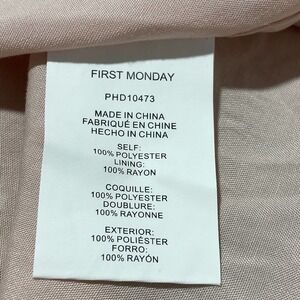 FIRST MONDAY
PHD10473
MADE IN CHINA
FABRIQUÉ EN CHINE
HECHO EN CHINA
SELF:
100% POLYESTER
LINING:
100% RAYON
COQUILLE:
100% POLYESTER
DOUBLURE:
100% RAYONNE
EXTERIOR:
100% POLIÉSTER
FORRO:
100% RAYÓN